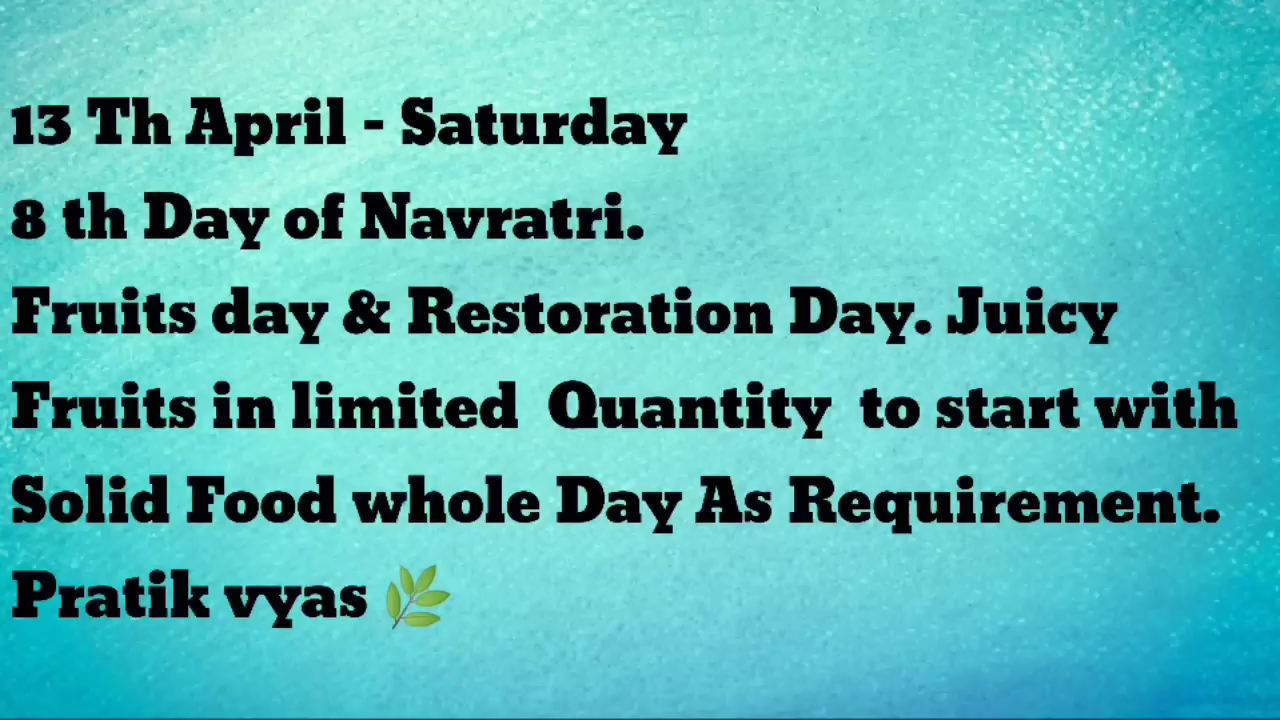 13 Th April - Saturday
8 th Day of Navratri.
Fruits day & Restoration Day. Juicy
Fruits in limited  Quantity  to start with
Solid Food whole Day As Requirement.
Pratik vyas 🌿